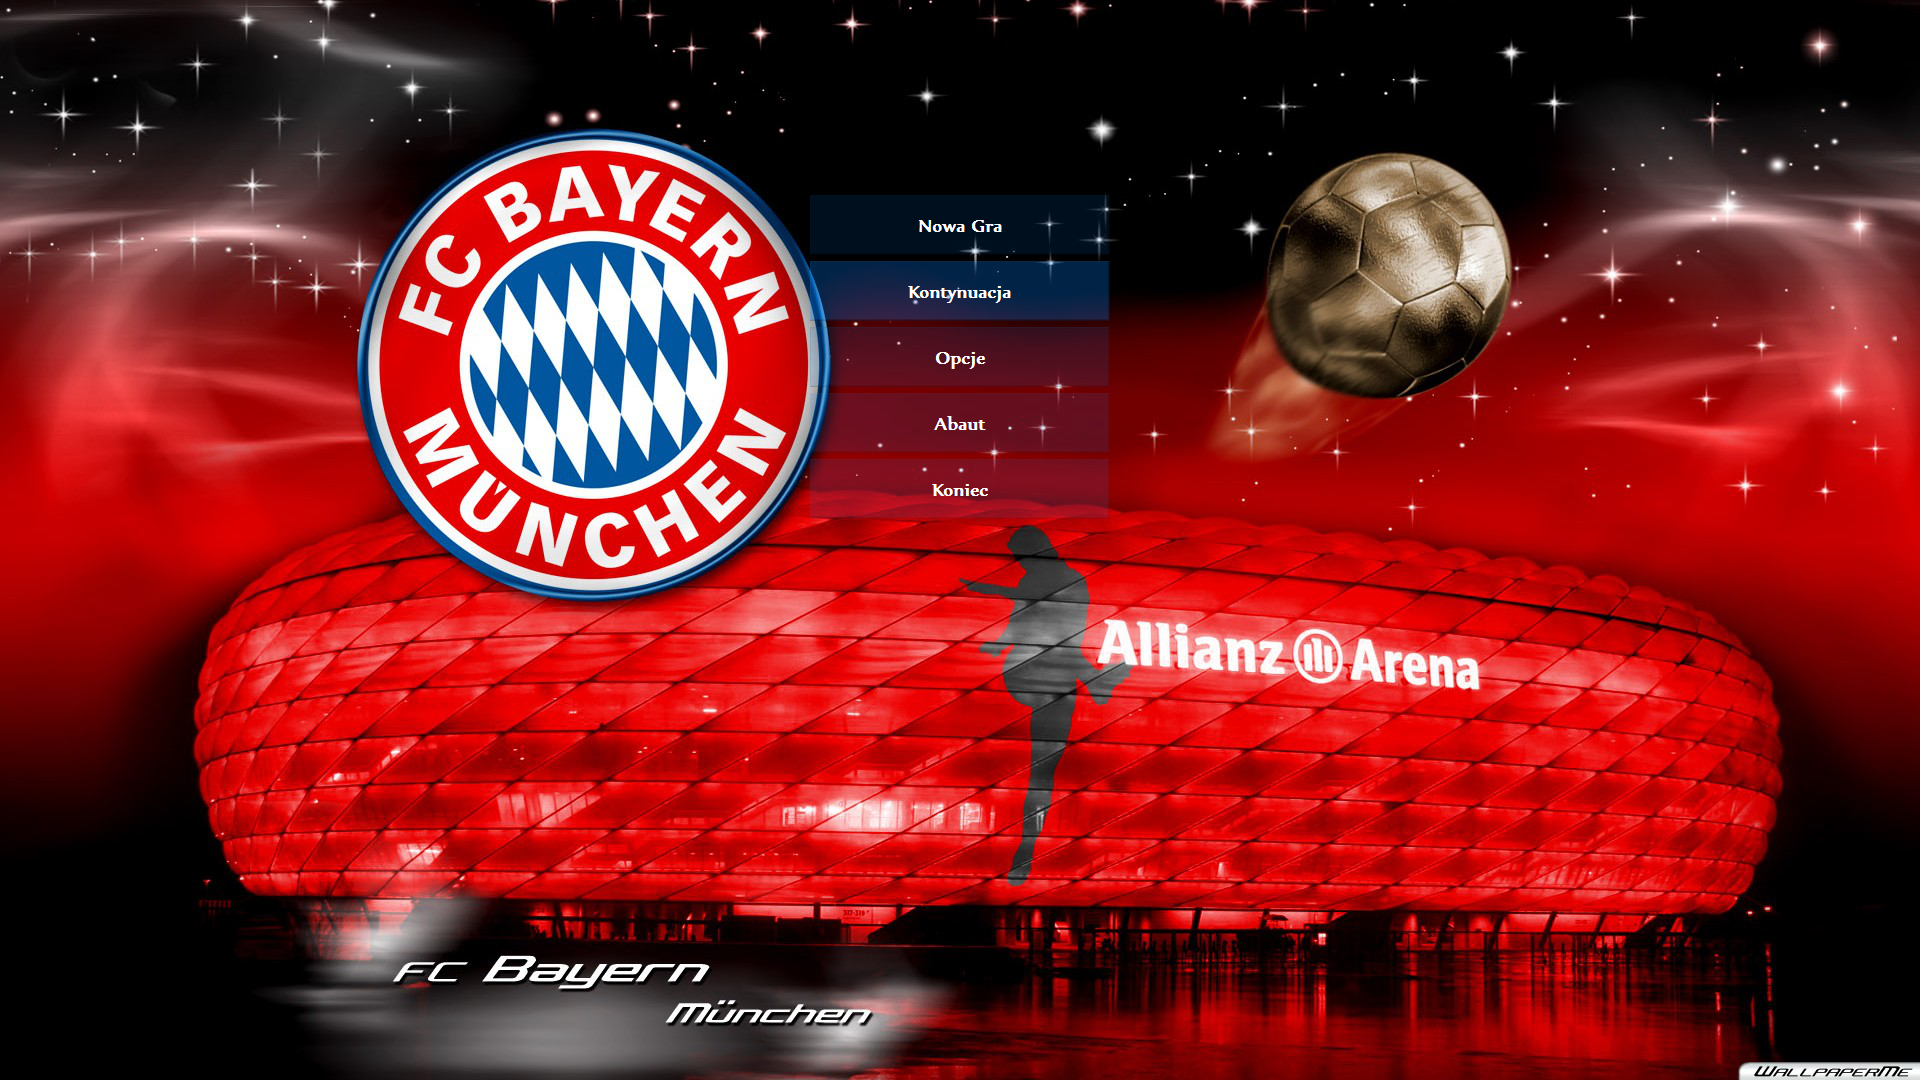 FC BAYERN
MÜNCHEN
Nowa Gra
Kontynuacja
Opcje
Abaut
Koniec
Allianz Arena
FC Bayern
München
WallpaperMe